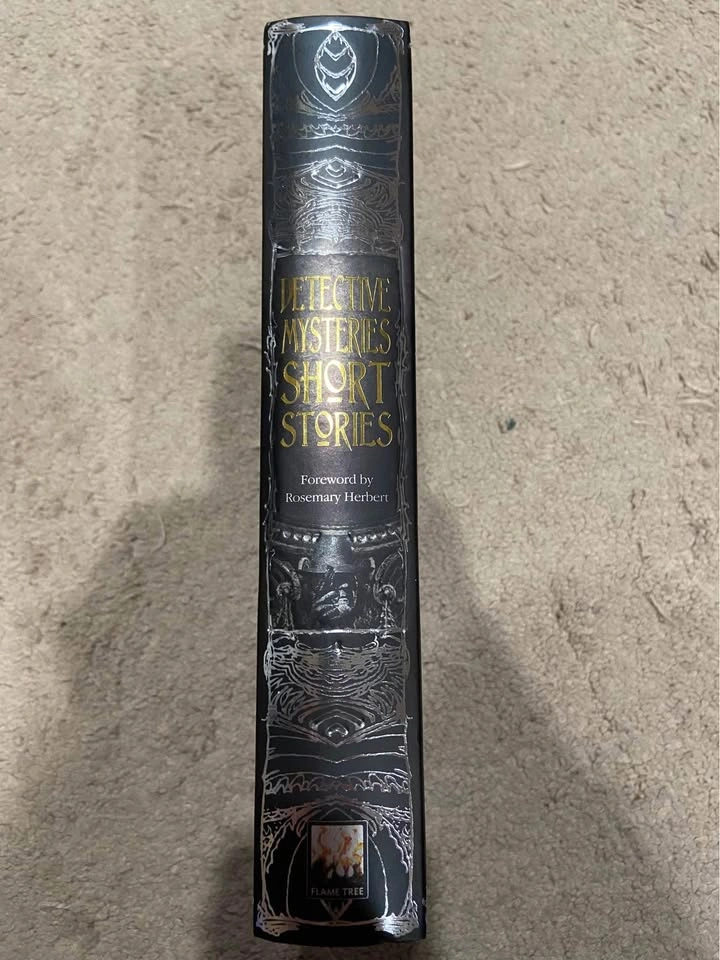 DETECTIVE
MYSTERIES
SHORT
STORIES
Foreword by
Rosemary Herbert
FLAME TREE